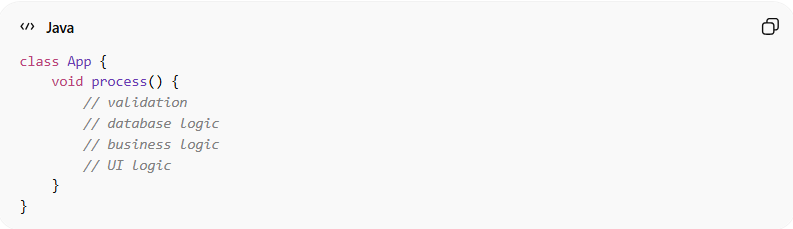 </> Java
class App {
    void process() {
        // validation
        // database logic
        // business logic
        // UI logic
    }
}